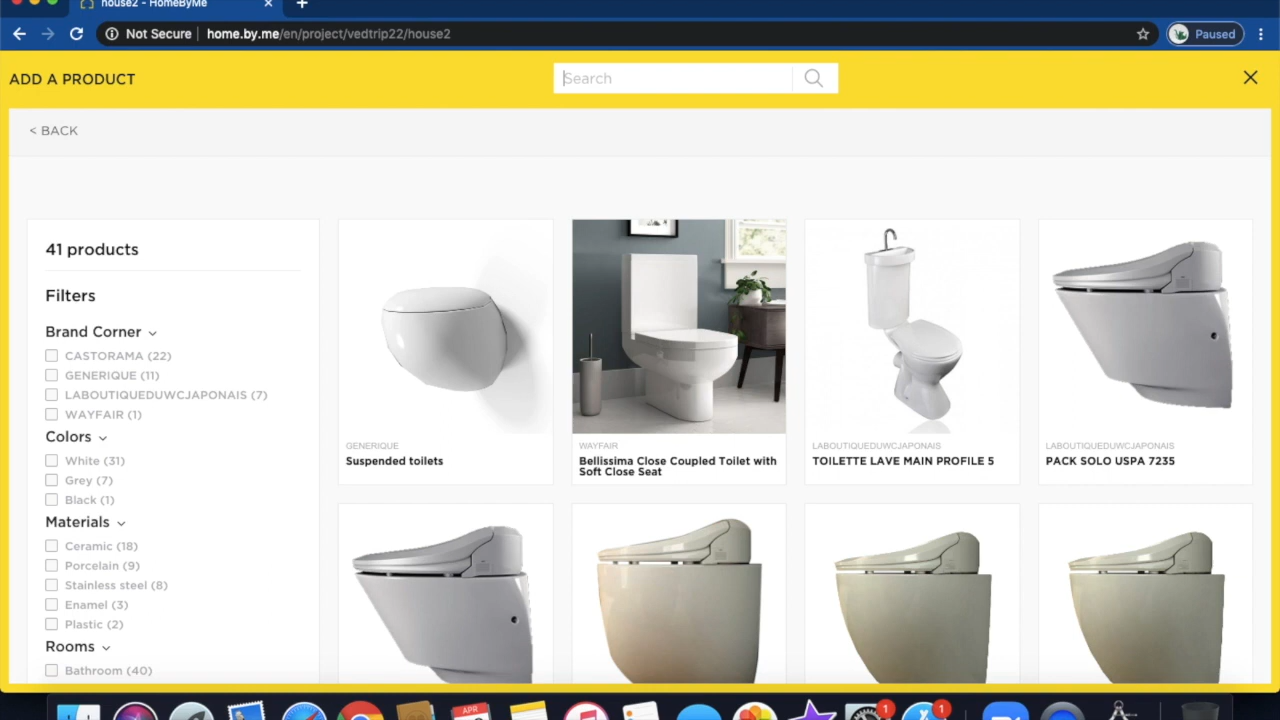 house2 - HomeByMe
Not Secure
home.by.me/en/project/vedtrip22/house2
Paused
ADD A PRODUCT
Search
< BACK
41 products
Filters
Brand Corner
CASTORAMA (22)
GENERIQUE (11)
LABOUTIQUEDUWCJAPONAIS (7)
WAYFAIR (1)
Colors
White (31)
Grey (7)
Black (1)
Materials
Ceramic (18)
Porcelain (9)
Stainless steel (8)
Enamel (3)
Plastic (2)
Rooms
Bathroom (40)
GENERIQUE
Suspended toilets
WAYFAIR
Bellissima Close Coupled Toilet with
Soft Close Seat
LABOUTIQUEDUWCJAPONAIS
TOILETTE LAVE MAIN PROFILE 5
LABOUTIQUEDUWCJAPONAIS
PACK SOLO USPA 7235
APR
1
1